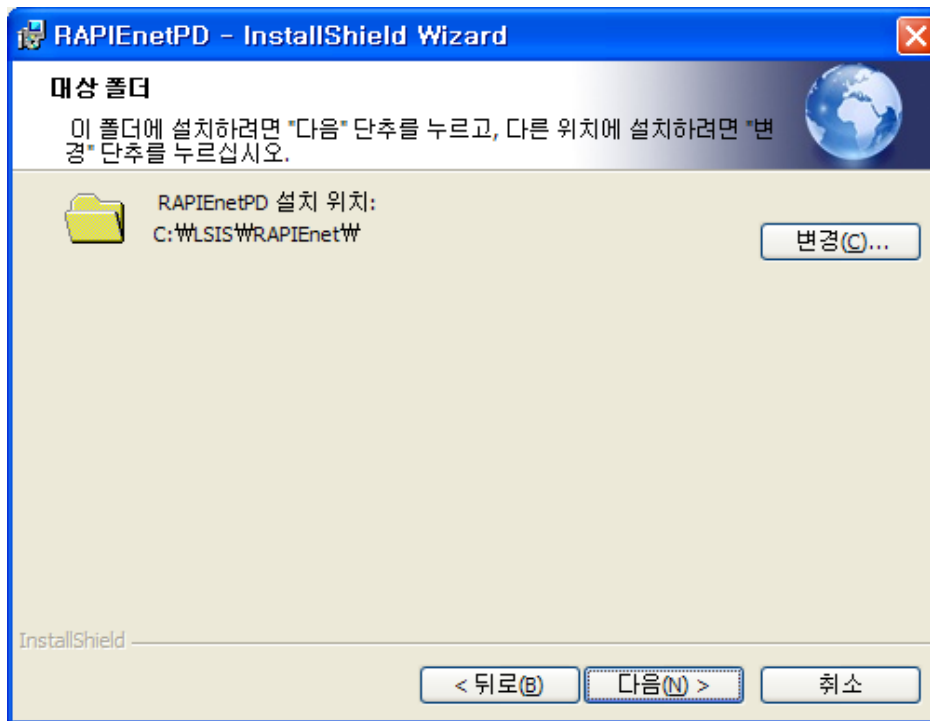 RAPIEnetPD - InstallShield Wizard
대상 폴더
이 폴더에 설치하려면 "다음" 단추를 누르고, 다른 위치에 설치하려면 "변
경" 단추를 누르십시오.
RAPIEnetPD 설치 위치:
C:₩LSIS₩RAPIEnet₩
변경(C)...
InstallShield
< 뒤로(B)
다음(N) >
취소